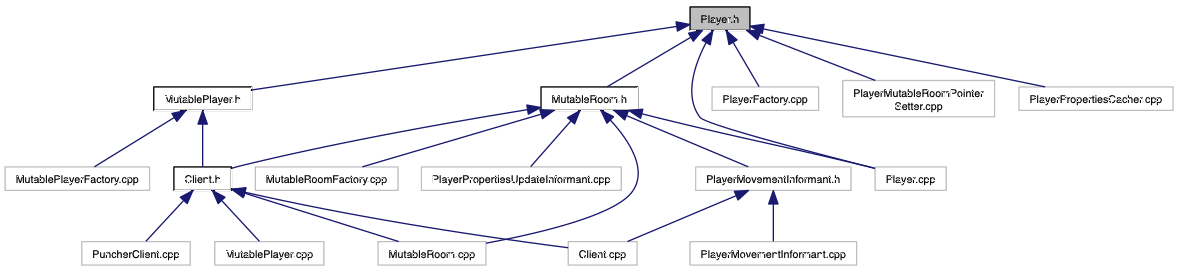 Player.h
MutablePlayer.h
MutableRoom.h
PlayerFactory.cpp
PlayerMutableRoomPointer
Setter.cpp
PlayerPropertiesCacher.cpp
MutablePlayerFactory.cpp
Client.h
MutableRoomFactory.cpp
PlayerPropertiesUpdateInformant.cpp
PlayerMovementInformant.h
Player.cpp
PuncherClient.cpp
MutablePlayer.cpp
MutableRoom.cpp
Client.cpp
PlayerMovementInformant.cpp